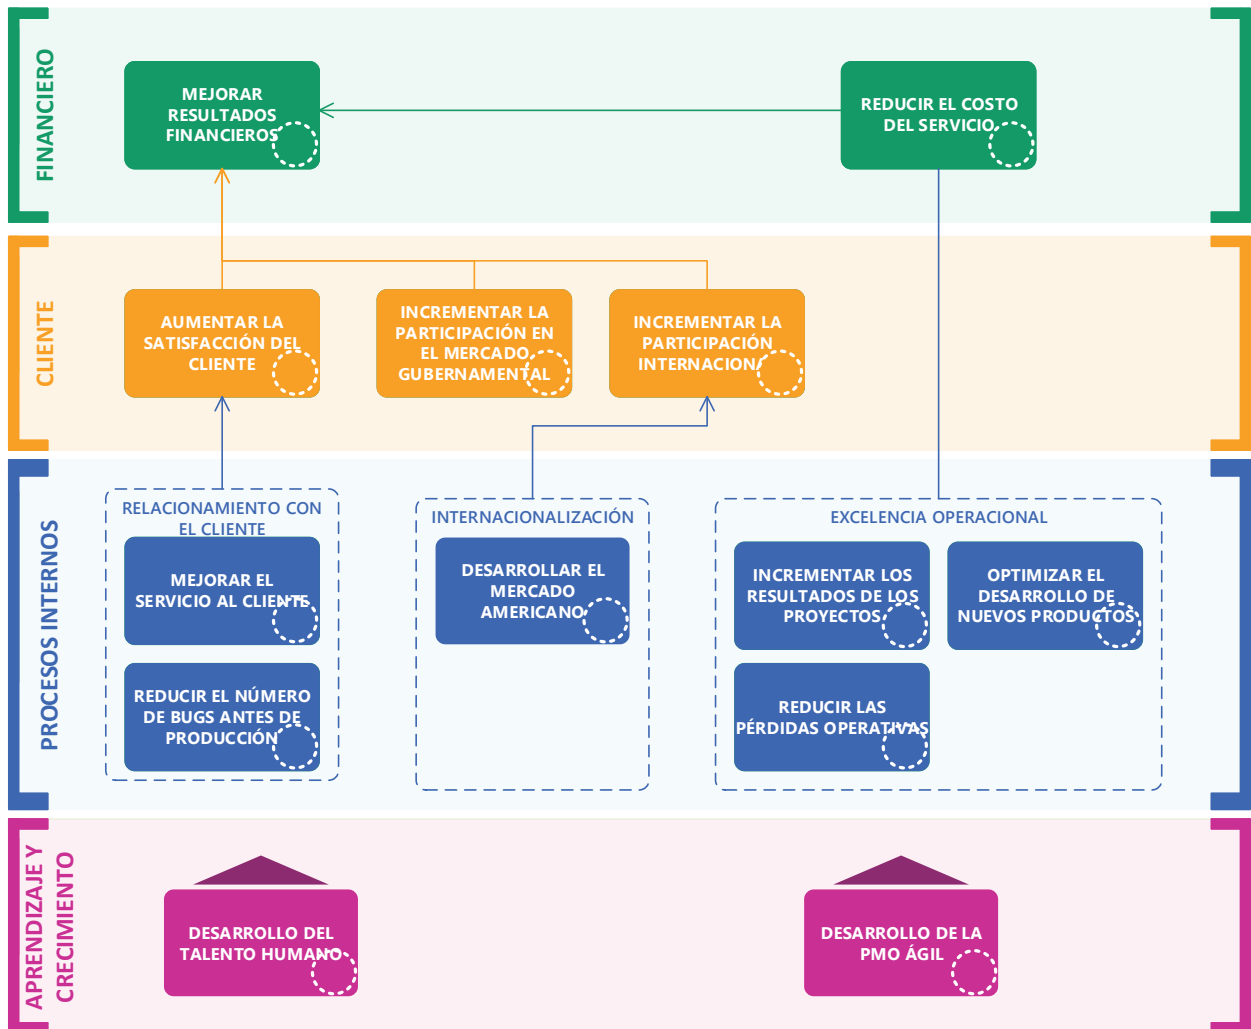 FINANCIERO
MEJORAR
RESULTADOS
FINANCIEROS
REDUCIR EL COSTO
DEL SERVICIO
CLIENTE
AUMENTAR LA
SATISFACCIÓN DEL
CLIENTE
INCREMENTAR LA
PARTICIPACIÓN EN
EL MERCADO
GUBERNAMENTAL
INCREMENTAR LA
PARTICIPACIÓN
INTERNACIONAL
PROCESOS INTERNOS
RELACIONAMIENTO CON
EL CLIENTE
MEJORAR EL
SERVICIO AL CLIENTE
REDUCIR EL NÚMERO
DE BUGS ANTES DE
PRODUCCIÓN
INTERNACIONALIZACIÓN
DESARROLLAR EL
MERCADO
AMERICANO
EXCELENCIA OPERACIONAL
INCREMENTAR LOS
RESULTADOS DE LOS
PROYECTOS
OPTIMIZAR EL
DESARROLLO DE
NUEVOS PRODUCTOS
REDUCIR LAS
PÉRDIDAS OPERATIVAS
APRENDIZAJE Y
CRECIMIENTO
DESARROLLO DEL
TALENTO HUMANO
DESARROLLO DE LA
PMO ÁGIL